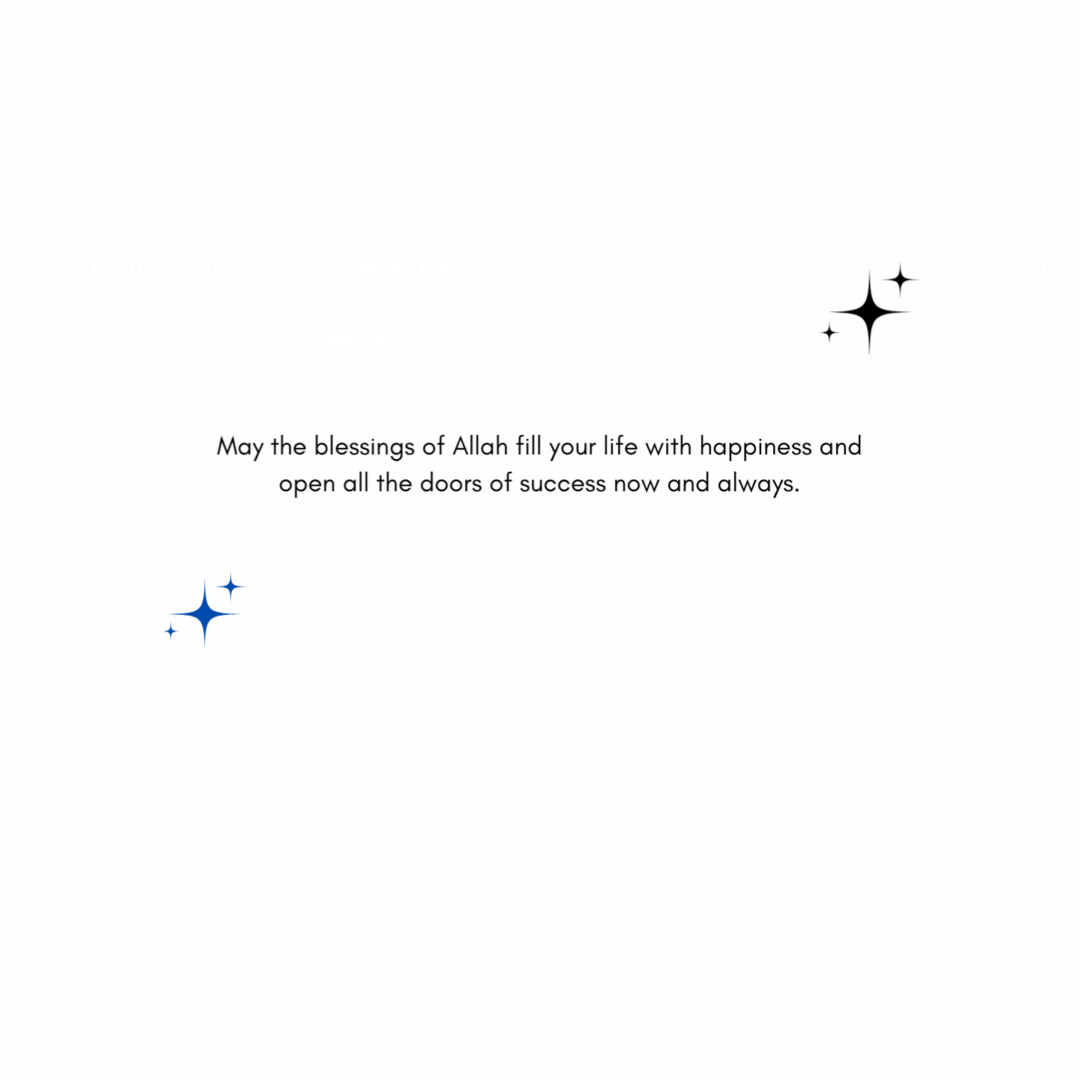 May the blessings of Allah fill your life with happiness and
open all the doors of success now and always.